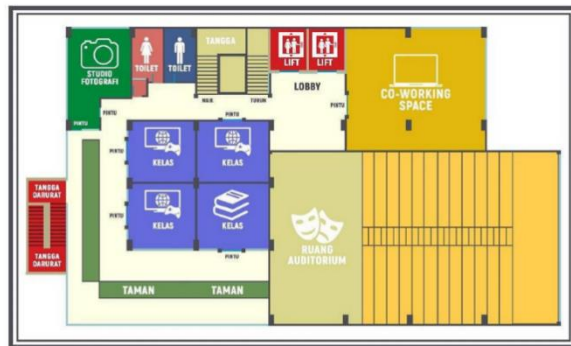 STUDIO
FOTOGRAFI
TOILET
TOILET
TANGGA
NAIK
TURUN
LIFT
LIFT
LOBBY
CO-WORKING
SPACE
PINTU
PINTU
PINTU
PINTU
PINTU
KELAS
KELAS
PINTU
KELAS
KELAS
PINTU
TANGGA
DARURAT
TANGGA
DARURAT
RUANG
AUDITORIUM
TAMAN
TAMAN